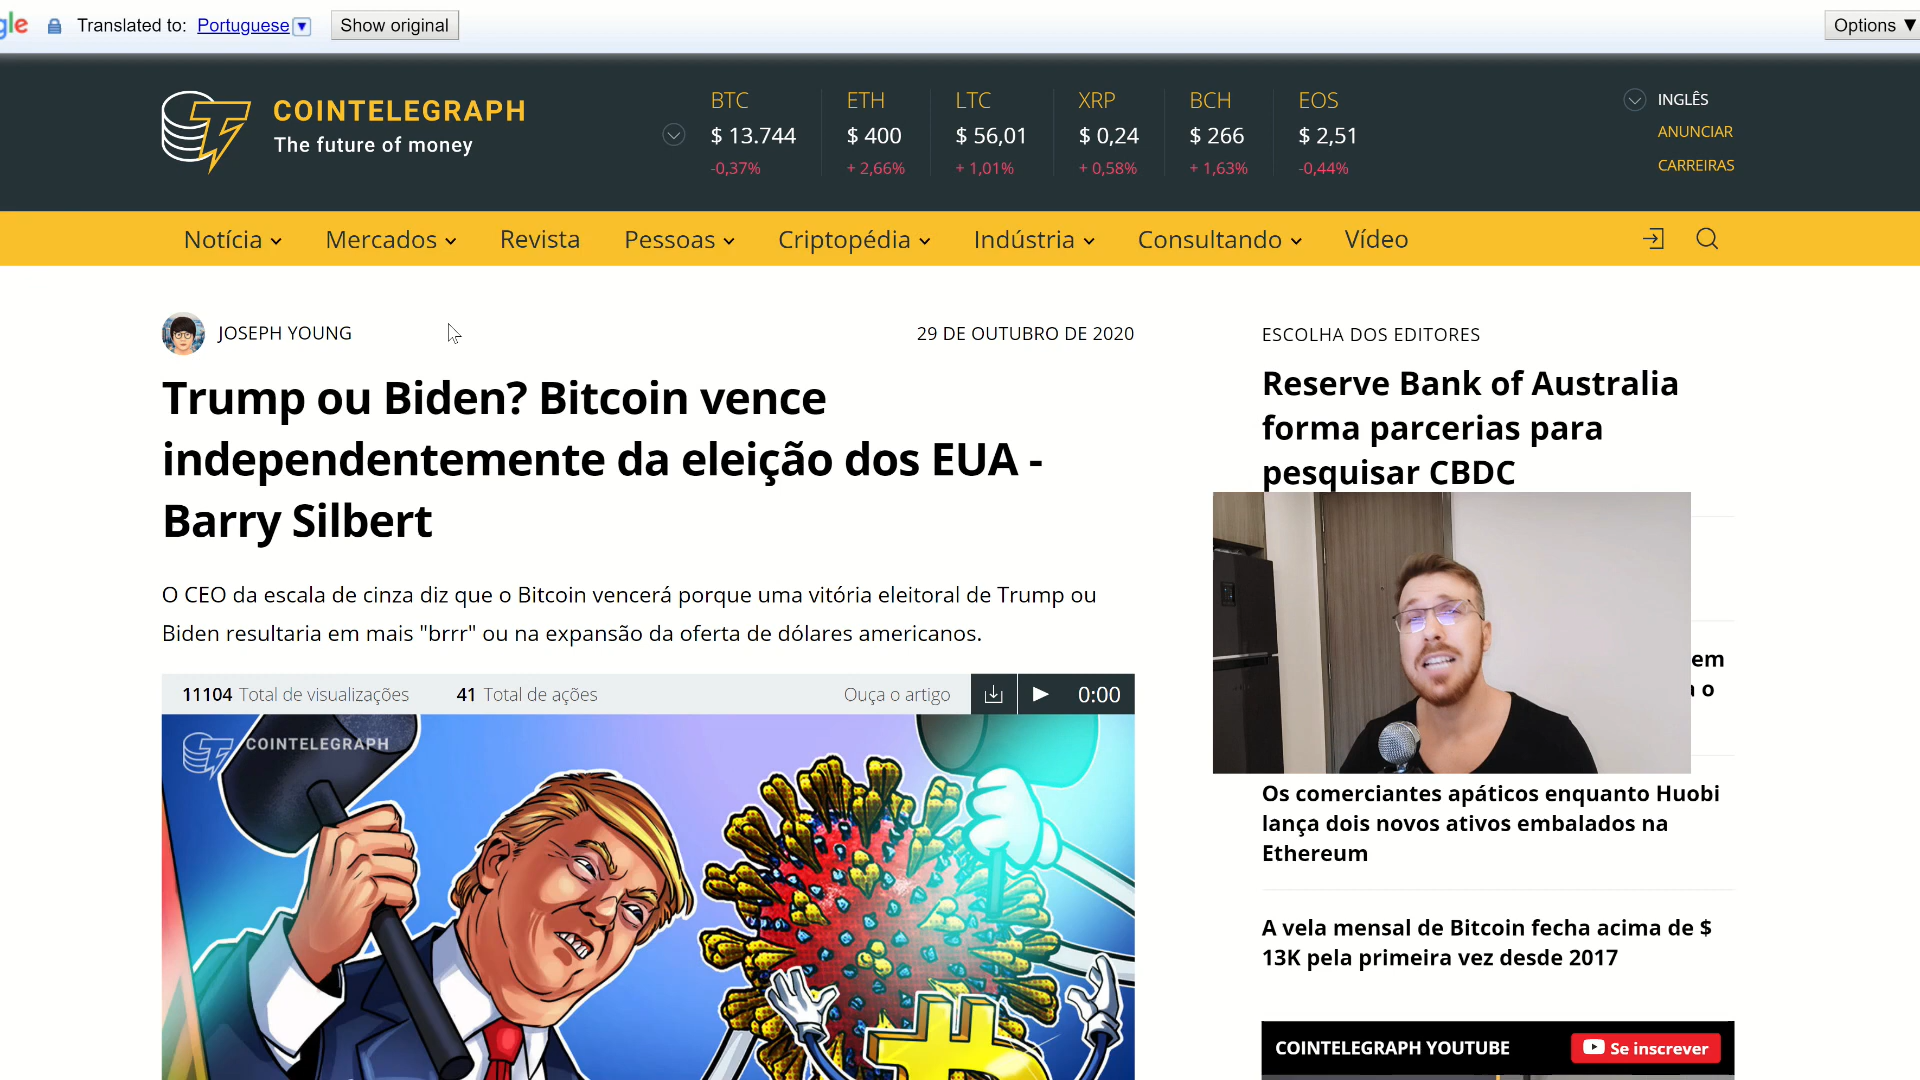 gle Translated to: Portuguese Show original Options
COINTELEGRAPH
The future of money
BTC
$ 13.744
-0,37%
ETH
$ 400
+ 2,66%
LTC
$ 56,01
+ 1,01%
XRP
$ 0,24
+ 0,58%
BCH
$ 266
+ 1,63%
EOS
$ 2,51
-0,44%
INGLÊS
ANUNCIAR
CARREIRAS
Notícia Mercados Revista Pessoas Criptopédia Indústria Consultando Vídeo
JOSEPH YOUNG
29 DE OUTUBRO DE 2020
Trump ou Biden? Bitcoin vence
independentemente da eleição dos EUA -
Barry Silbert
O CEO da escala de cinza diz que o Bitcoin vencerá porque uma vitória eleitoral de Trump ou
Biden resultaria em mais "brrr" ou na expansão da oferta de dólares americanos.
11104 Total de visualizações 41 Total de ações Ouça o artigo 0:00
COINTELEGRAPH
ESCOLHA DOS EDITORES
Reserve Bank of Australia
forma parcerias para
pesquisar CBDC
em
o
Os comerciantes apáticos enquanto Huobi
lança dois novos ativos embalados na
Ethereum
A vela mensal de Bitcoin fecha acima de $
13K pela primeira vez desde 2017
COINTELEGRAPH YOUTUBE Se inscrever